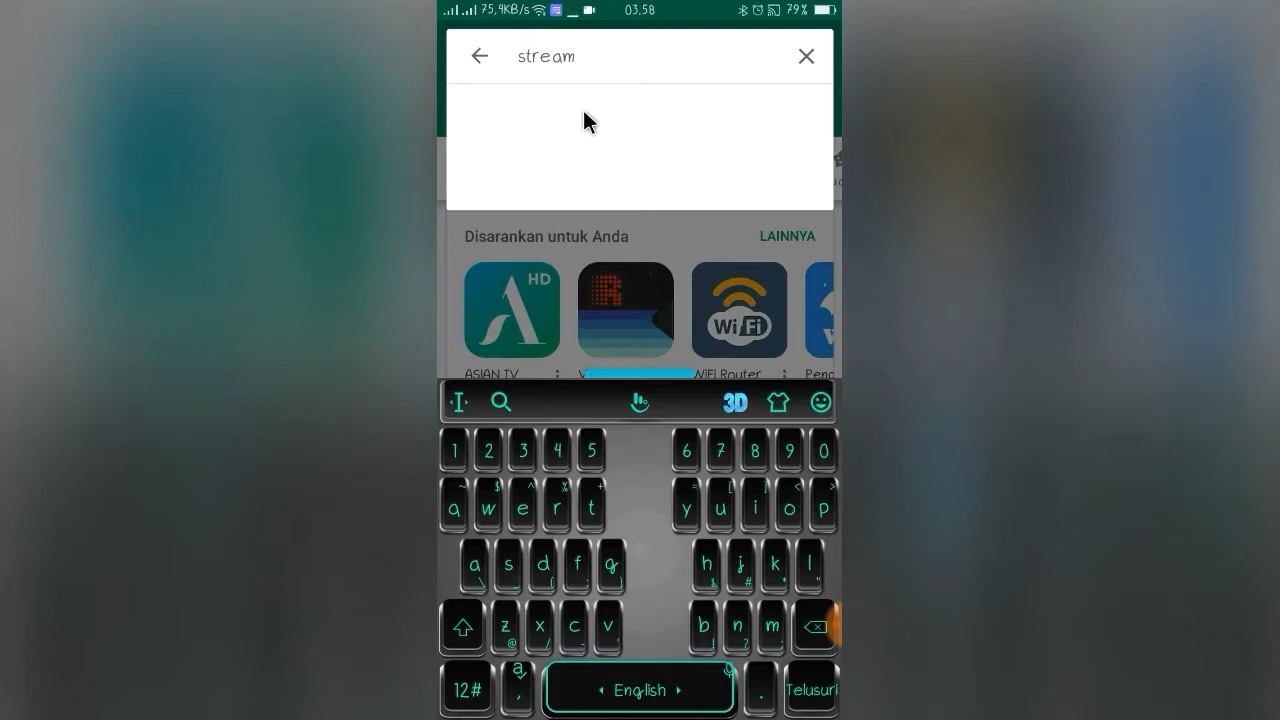 75,4KB/s 03.58 79%
stream
Disarankan untuk Anda LAINNYA
HD
R
WiFi
ASIAN TV V WiFi Router Peng
3D
1 2 3 4 5 6 7 8 9 0
~ $ ^ % + = [ ] < >
q w e r t y u i o p
a s d f g h j k l
\ _ ( ) & # * "
z x c v b n m
@ / - ' ! ?
12# , English . Telusuri